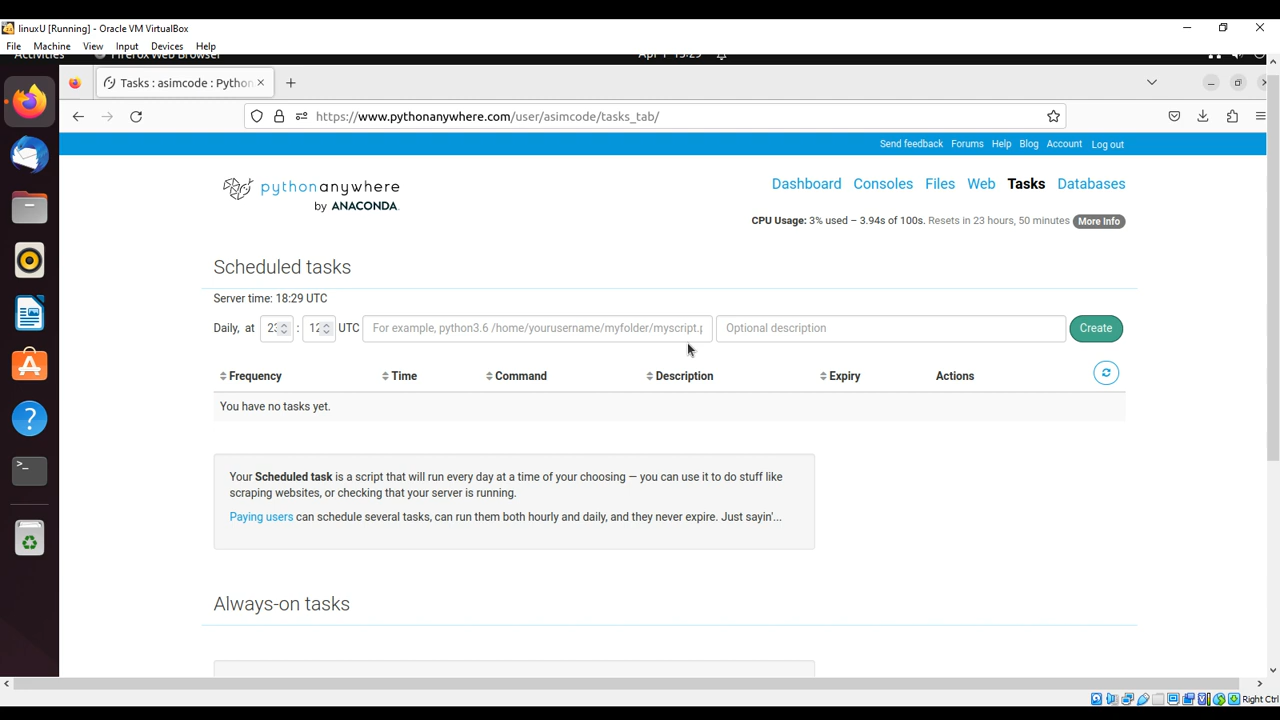 linuxU [Running] - Oracle VM VirtualBox
File Machine View Input Devices Help
Activities Firefox Web Browser
Tasks : asimcode : Python
https://www.pythonanywhere.com/user/asimcode/tasks_tab/
Send feedback Forums Help Blog Account Log out
pythonanywhere
by ANACONDA.
Dashboard Consoles Files Web Tasks Databases
CPU Usage: 3% used – 3.94s of 100s. Resets in 23 hours, 50 minutes More Info
Scheduled tasks
Server time: 18:29 UTC
Daily, at : 12 UTC For example, python3.6 /home/yourusername/myfolder/myscript.p Optional description Create
Frequency Time Command Description Expiry Actions
You have no tasks yet.
Your Scheduled task is a script that will run every day at a time of your choosing — you can use it to do stuff like
scraping websites, or checking that your server is running.
Paying users can schedule several tasks, can run them both hourly and daily, and they never expire. Just sayin'...
Always-on tasks
Right Ctrl